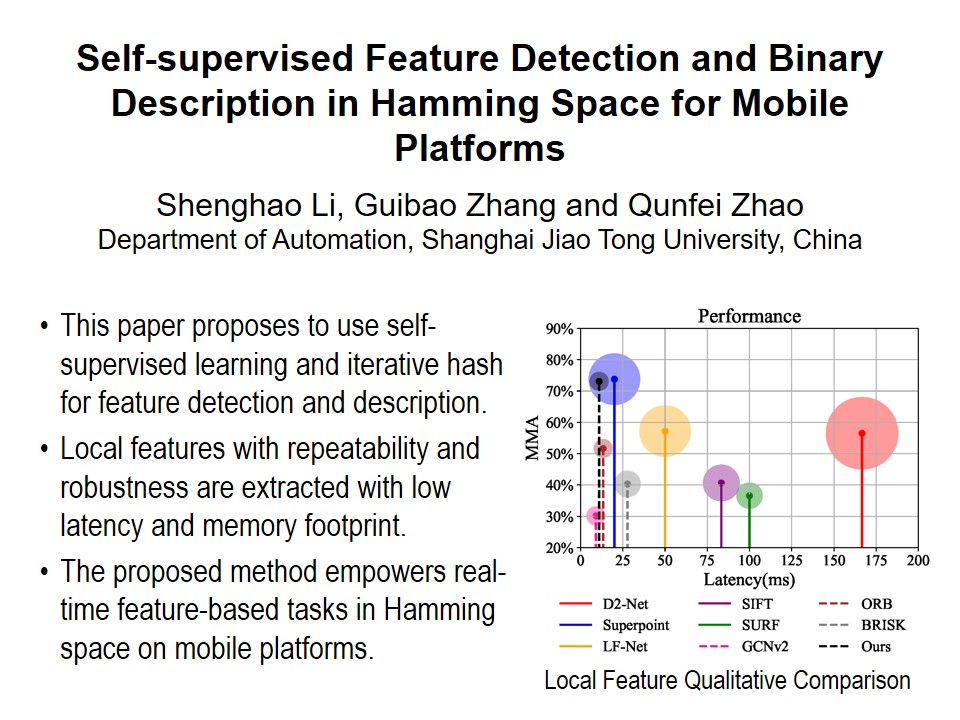 Self-supervised Feature Detection and Binary
Description in Hamming Space for Mobile
Platforms
Shenghao Li, Guibao Zhang and Qunfei Zhao
Department of Automation, Shanghai Jiao Tong University, China
• This paper proposes to use self-
supervised learning and iterative hash
for feature detection and description.
• Local features with repeatability and
robustness are extracted with low
latency and memory footprint.
• The proposed method empowers real-
time feature-based tasks in Hamming
space on mobile platforms.
Performance
90%
80%
70%
60%
50%
40%
30%
20%
MMA
0 25 50 75 100 125 150 175 200
Latency(ms)
D2-Net SIFT ORB
Superpoint SURF BRISK
LF-Net GCNv2 Ours
Local Feature Qualitative Comparison